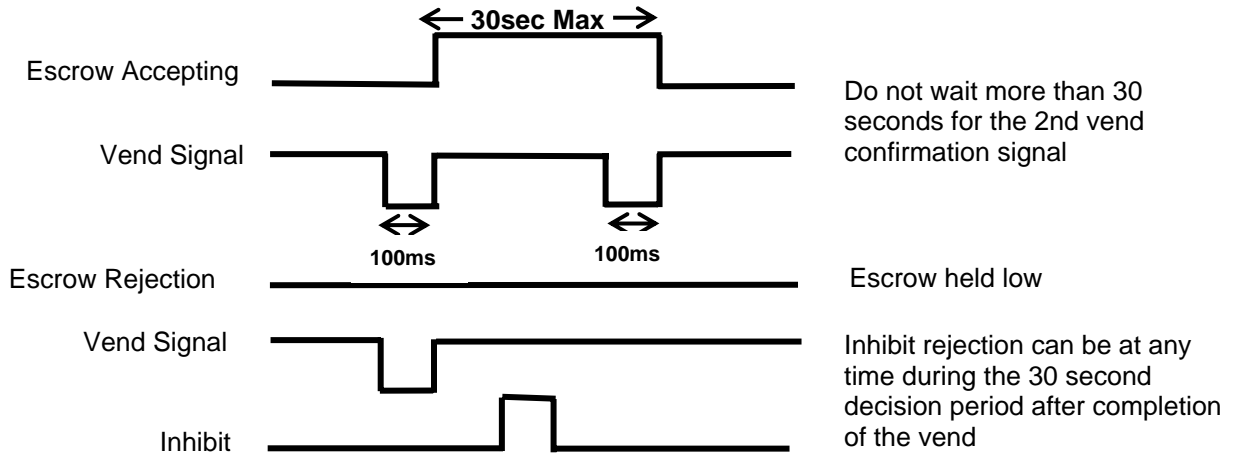 30sec Max
Escrow Accepting
Do not wait more than 30
seconds for the 2nd vend
confirmation signal
Vend Signal
100ms
100ms
Escrow Rejection
Escrow held low
Vend Signal
Inhibit rejection can be at any
time during the 30 second
decision period after completion
of the vend
Inhibit